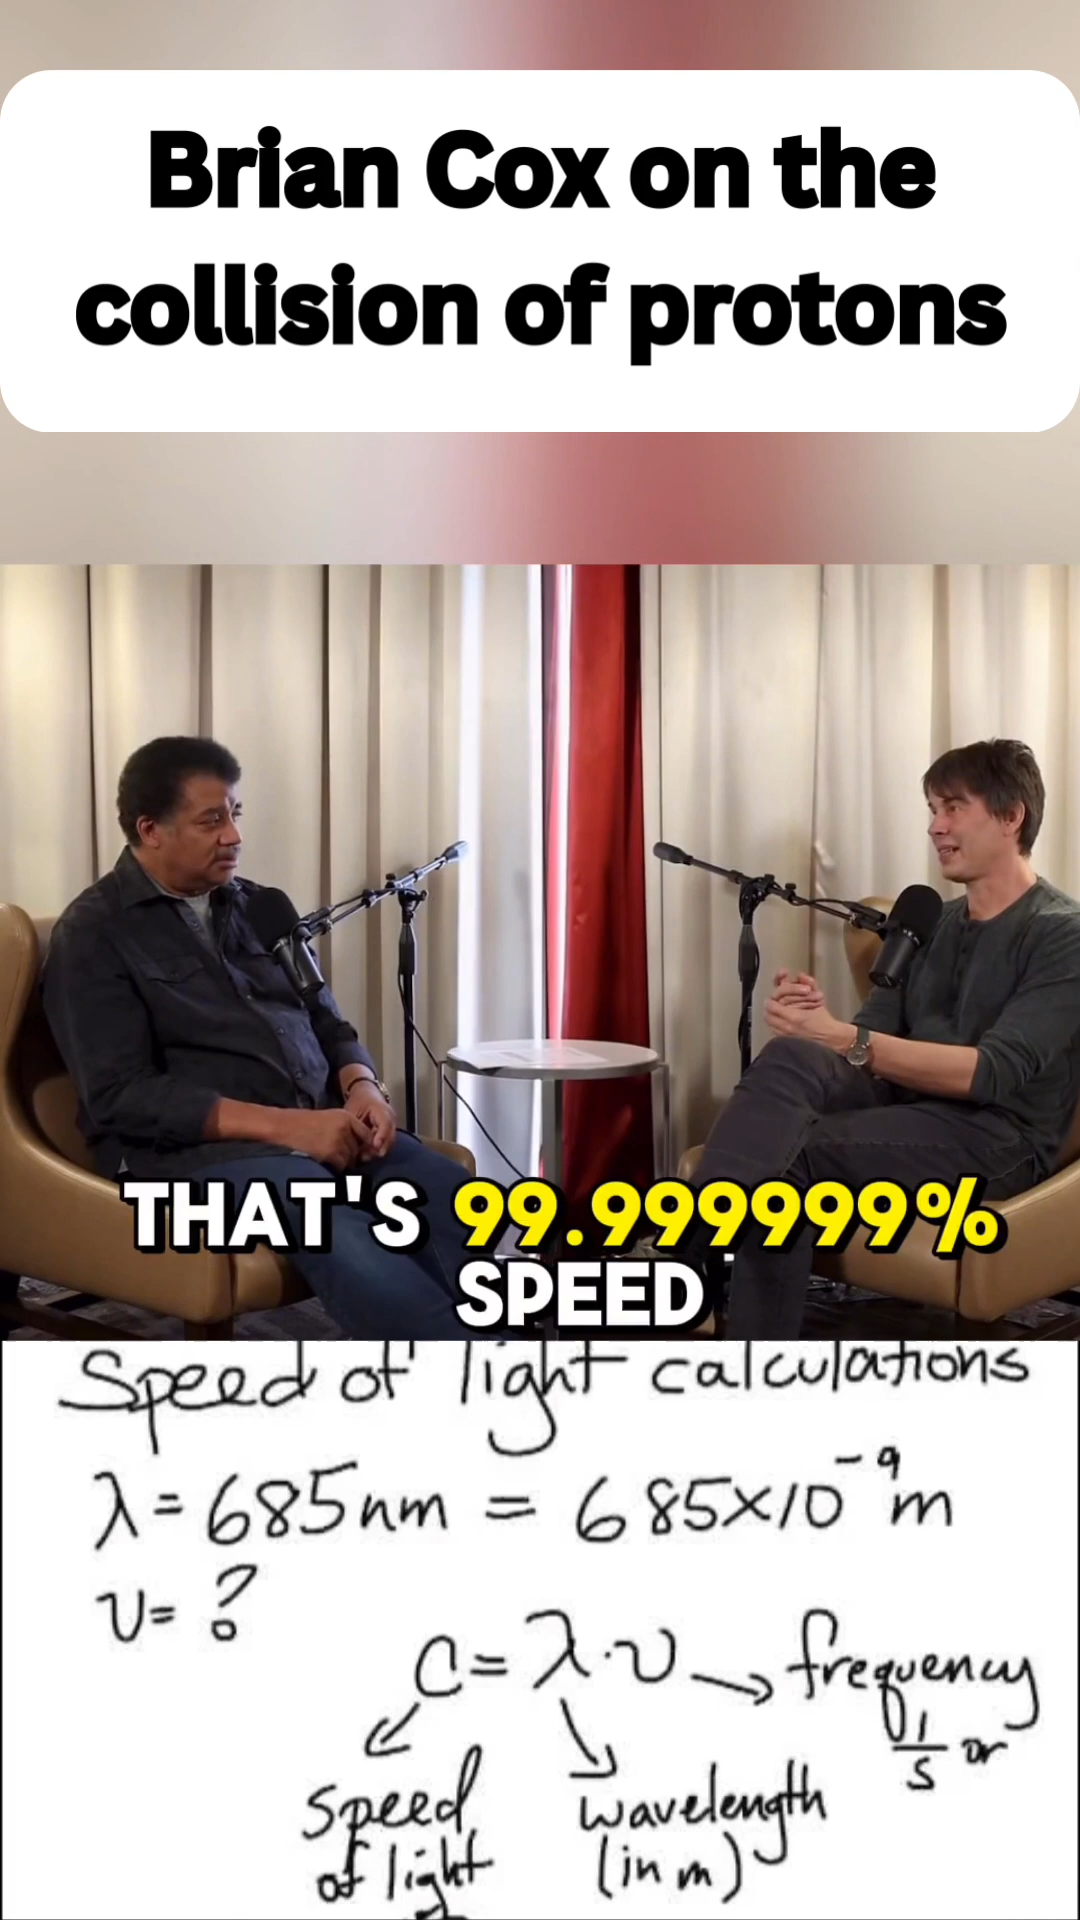 Brian Cox on the
collision of protons
THAT'S 99.999999%
SPEED
Speed of light calculations
λ = 685nm = 685×10⁻⁹m
ν = ?
C = λ·ν → frequency
1/s or
speed
of light
wavelength
(in m)